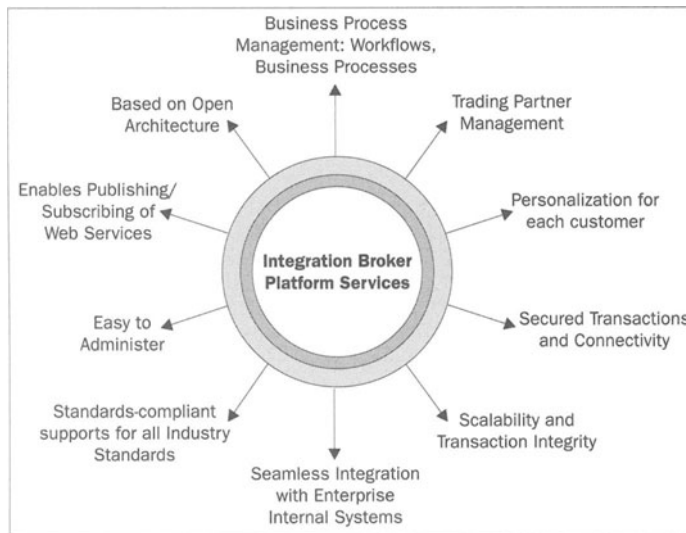 Business Process
Management: Workflows,
Business Processes
Based on Open
Architecture
Trading Partner
Management
Enables Publishing/
Subscribing of
Web Services
Personalization for
each customer
Integration Broker
Platform Services
Easy to
Administer
Secured Transactions
and Connectivity
Standards-compliant
supports for all Industry
Standards
Scalability and
Transaction Integrity
Seamless Integration
with Enterprise
Internal Systems